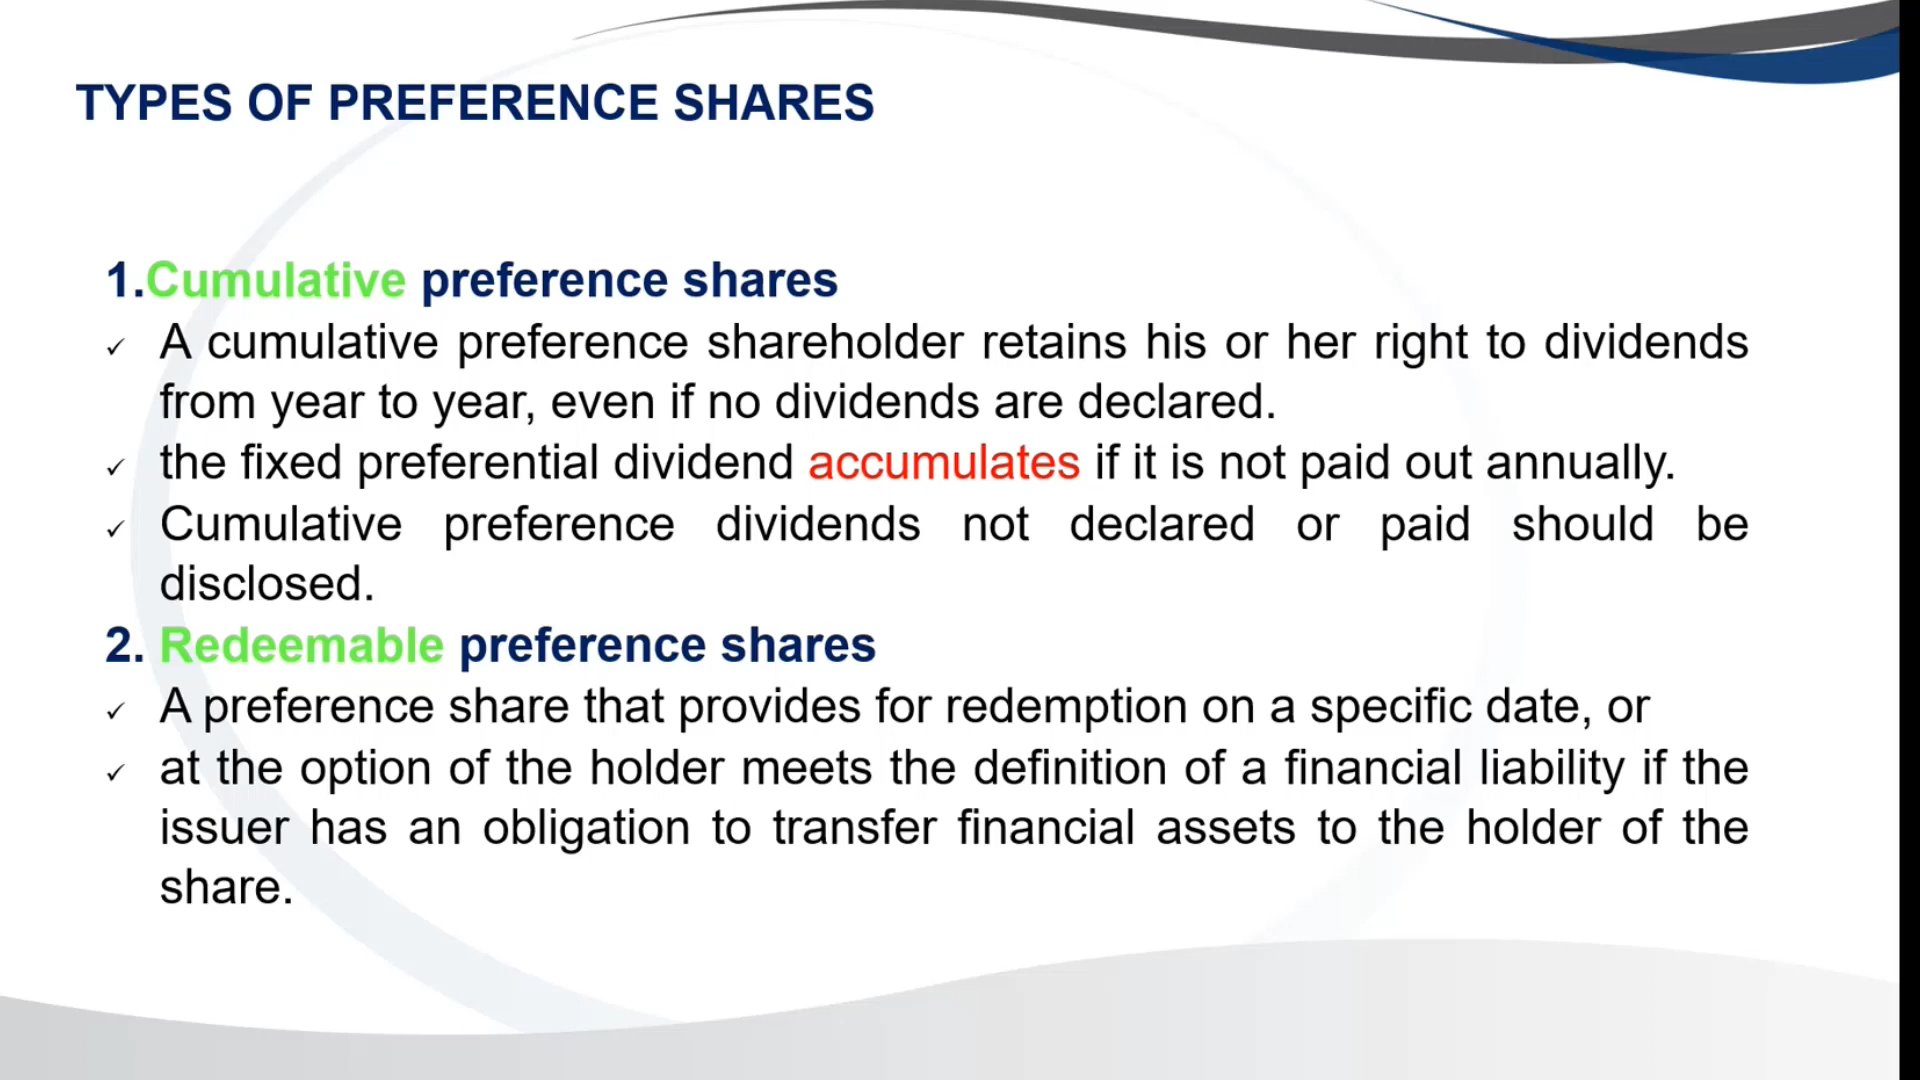 TYPES OF PREFERENCE SHARES
1.Cumulative preference shares
✓ A cumulative preference shareholder retains his or her right to dividends
from year to year, even if no dividends are declared.
✓ the fixed preferential dividend accumulates if it is not paid out annually.
✓ Cumulative preference dividends not declared or paid should be
disclosed.
2. Redeemable preference shares
✓ A preference share that provides for redemption on a specific date, or
✓ at the option of the holder meets the definition of a financial liability if the
issuer has an obligation to transfer financial assets to the holder of the
share.